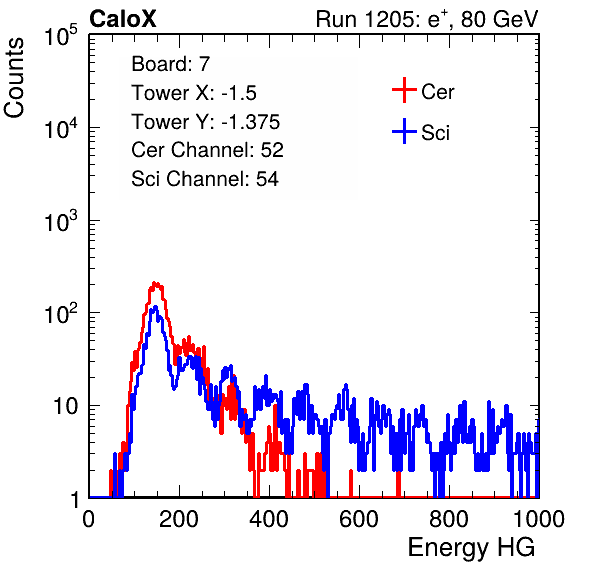 CaloX Run 1205: e⁺, 80 GeV
Counts
Board: 7
Tower X: -1.5
Tower Y: -1.375
Cer Channel: 52
Sci Channel: 54
Cer
Sci
10⁵
10⁴
10³
10²
10
1
0 200 400 600 800 1000
Energy HG